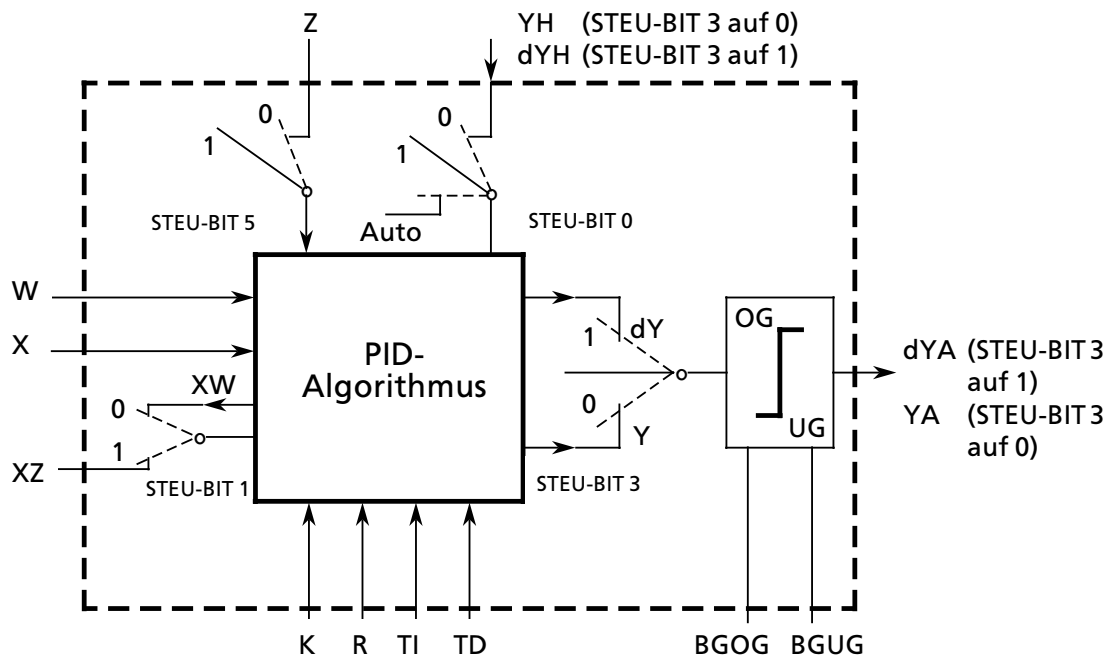 Z
YH (STEU-BIT 3 auf 0)
dYH (STEU-BIT 3 auf 1)
0
1
0
1
STEU-BIT 5
Auto
STEU-BIT 0
W
X
XW
0
1
XZ
STEU-BIT 1
PID-
Algorithmus
1
dY
0
Y
STEU-BIT 3
OG
UG
dYA (STEU-BIT 3
auf 1)
YA (STEU-BIT 3
auf 0)
K R TI TD BGOG BGUG